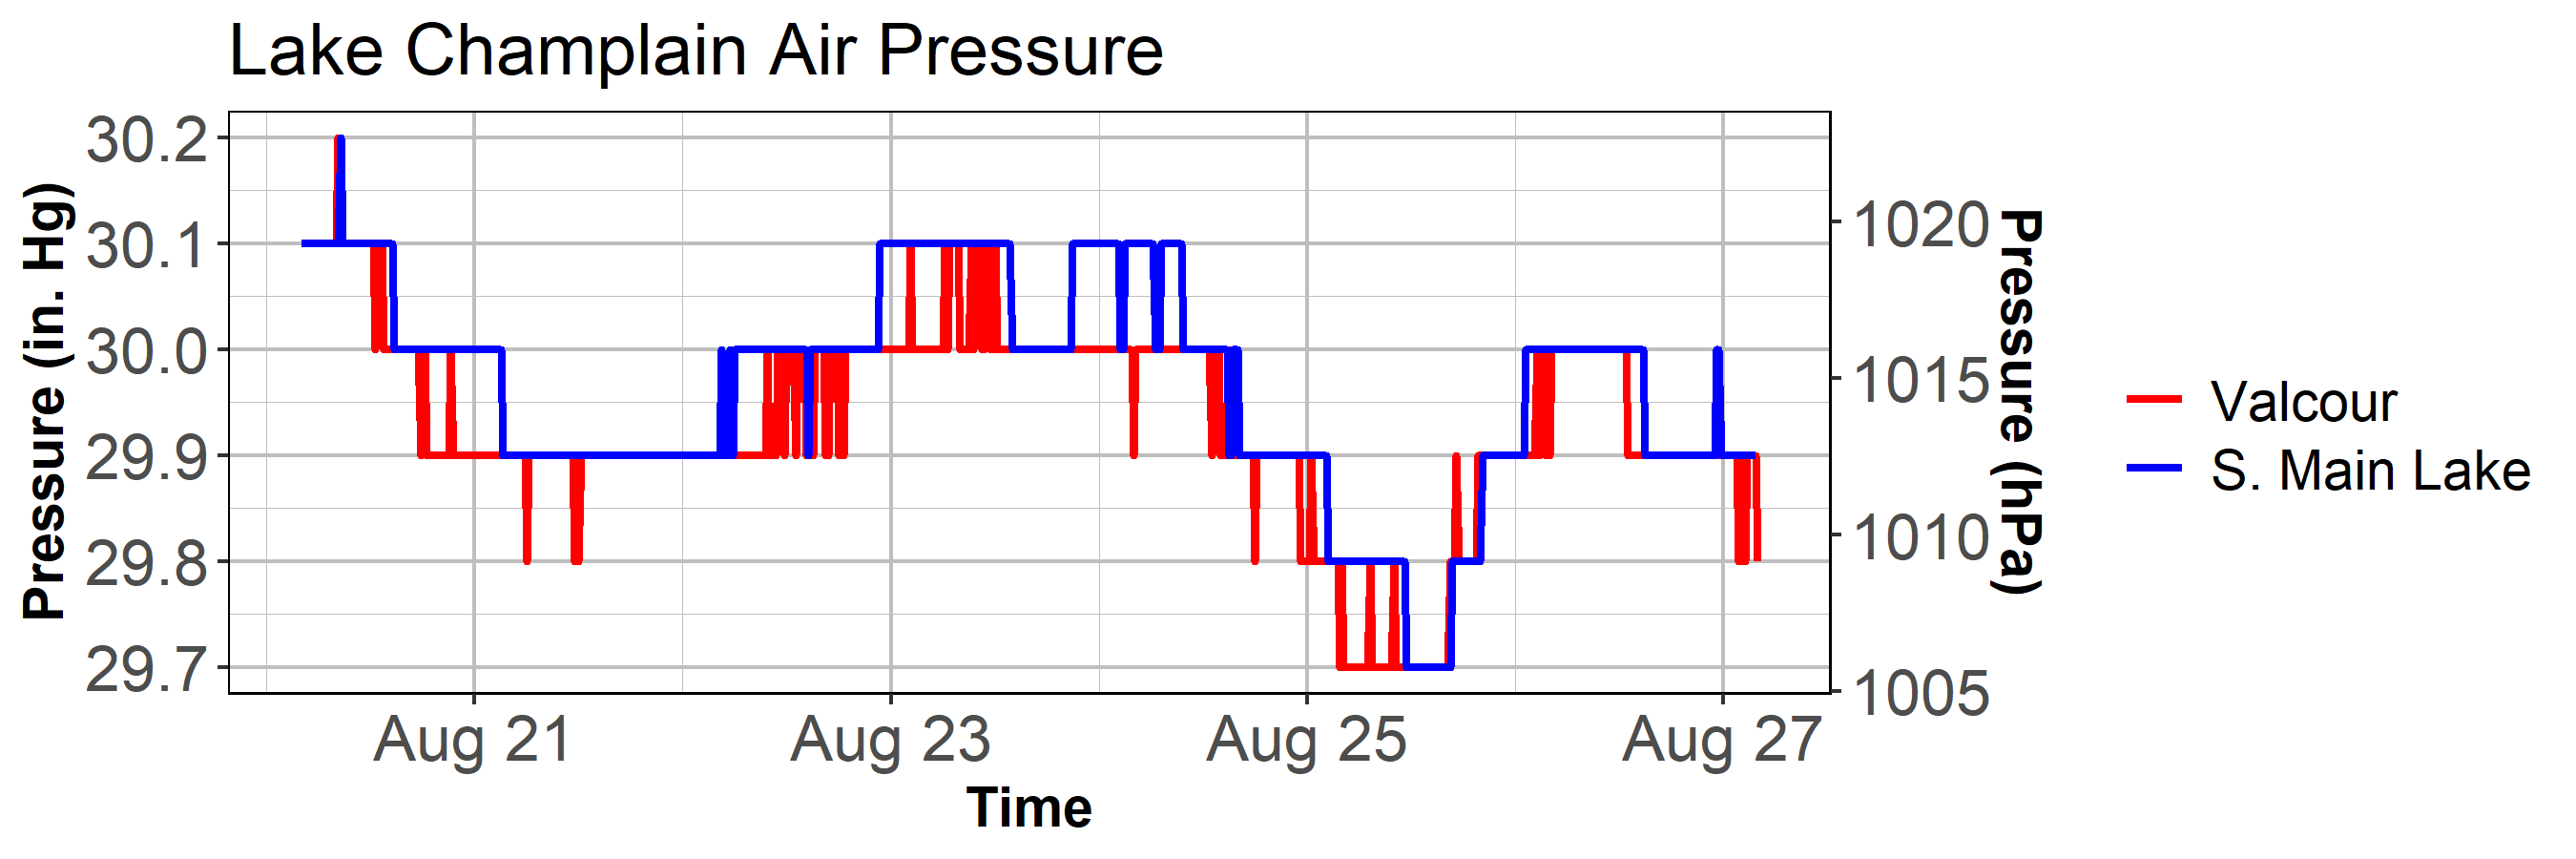 Lake Champlain Air Pressure
Pressure (in. Hg)
30.2
30.1
30.0
29.9
29.8
29.7
Aug 21
Aug 23
Aug 25
Aug 27
Time
1020
1015
1010
1005
Pressure (hPa)
Valcour
S. Main Lake